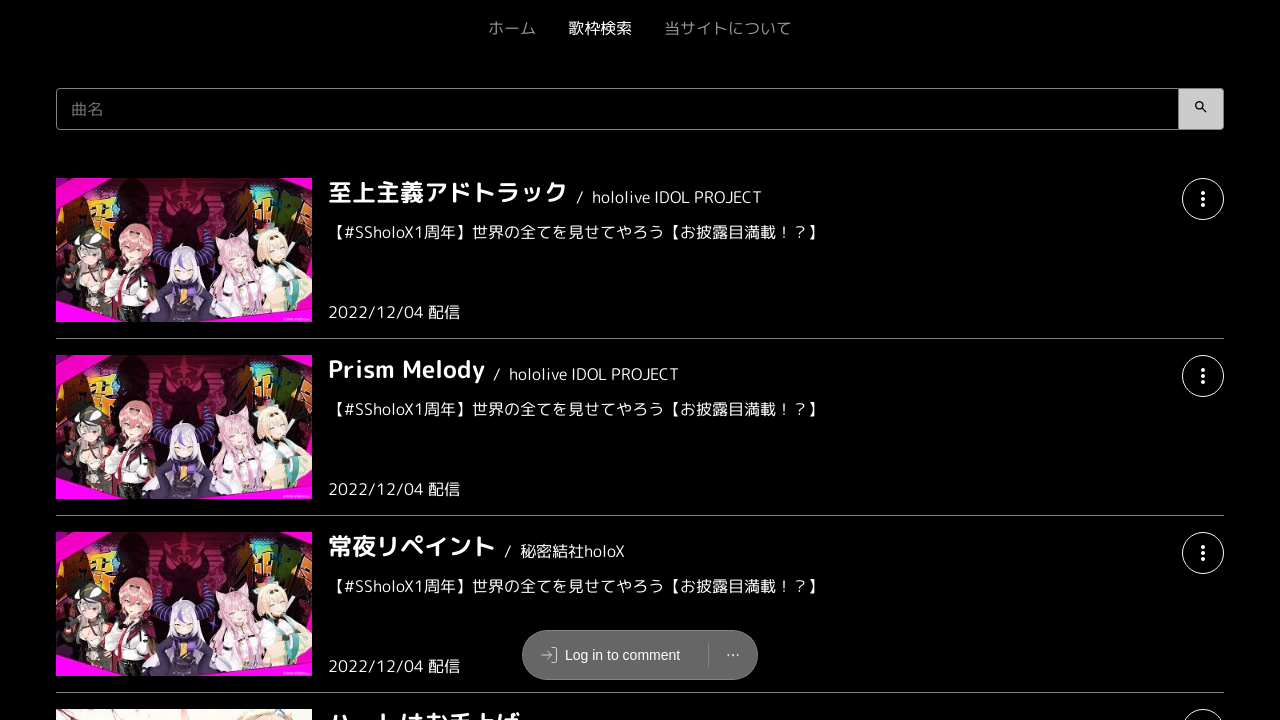 ホーム 歌枠検索 当サイトについて
曲名
至上主義アドトラック / hololive IDOL PROJECT
【#SSholoX1周年】世界の全てを見せてやろう【お披露目満載！？】
2022/12/04 配信
Prism Melody / hololive IDOL PROJECT
【#SSholoX1周年】世界の全てを見せてやろう【お披露目満載！？】
2022/12/04 配信
常夜リペイント / 秘密結社holoX
【#SSholoX1周年】世界の全てを見せてやろう【お披露目満載！？】
2022/12/04 配信
Log in to comment
ハートはお手上げ